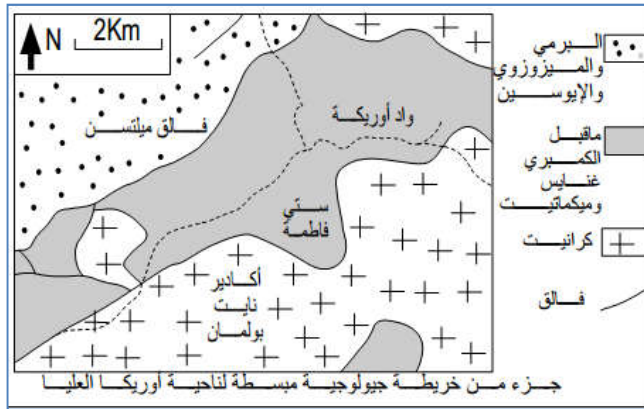 N
2Km
فالق ميلتسن
واد أوريكة
ستي
فاطمة
أكادير
نايت
بولمان
البرمي
والميزوزوي
والإيوسين
ماقبل
الكمبري
غنايس
وميكماتيت
كرانيت
فالق
جزء من خريطة جيولوجية مبسطة لناحية أوريكا العليا